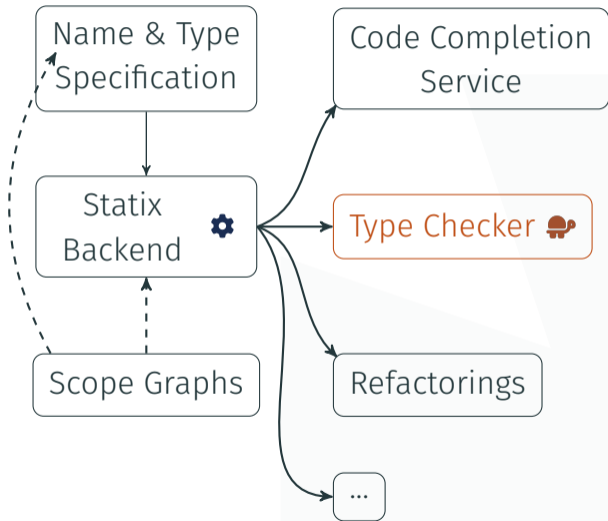 Name & Type
Specification
Code Completion
Service
Statix
Backend
Type Checker
Scope Graphs
Refactorings
...